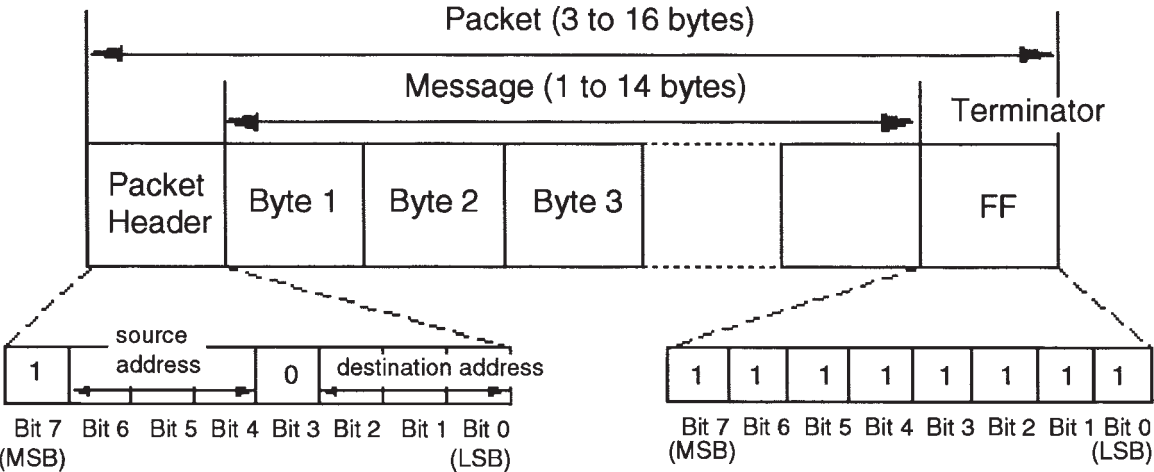 Packet (3 to 16 bytes)
Message (1 to 14 bytes)
Terminator
Packet
Header
Byte 1
Byte 2
Byte 3
FF
source
address
1
0
destination address
1 1 1 1 1 1 1 1
Bit 7 Bit 6 Bit 5 Bit 4 Bit 3 Bit 2 Bit 1 Bit 0
(MSB)
(LSB)
Bit 7 Bit 6 Bit 5 Bit 4 Bit 3 Bit 2 Bit 1 Bit 0
(MSB)
(LSB)